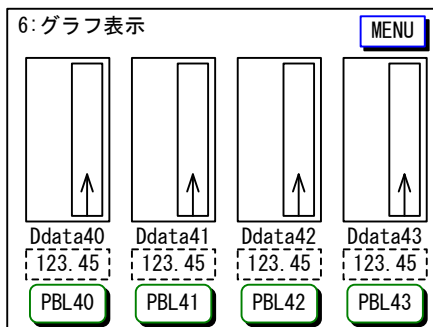 6:グラフ表示 MENU
Ddata40 Ddata41 Ddata42 Ddata43
123.45 123.45 123.45 123.45
PBL40 PBL41 PBL42 PBL43